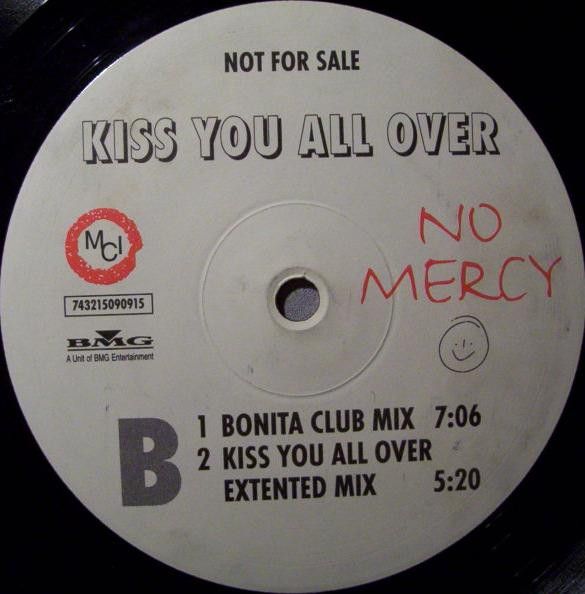 NOT FOR SALE
KISS YOU ALL OVER
NO
MERCY
MCI
743215090915
BMG
A Unit of BMG Entertainment
B
1 BONITA CLUB MIX 7:06
2 KISS YOU ALL OVER
EXTENTED MIX 5:20